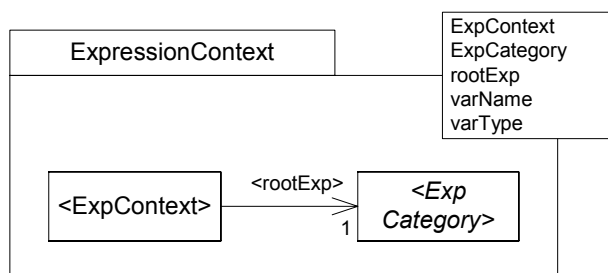 ExpressionContext
ExpContext
ExpCategory
rootExp
varName
varType
<ExpContext>
<rootExp>
1
<Exp
Category>